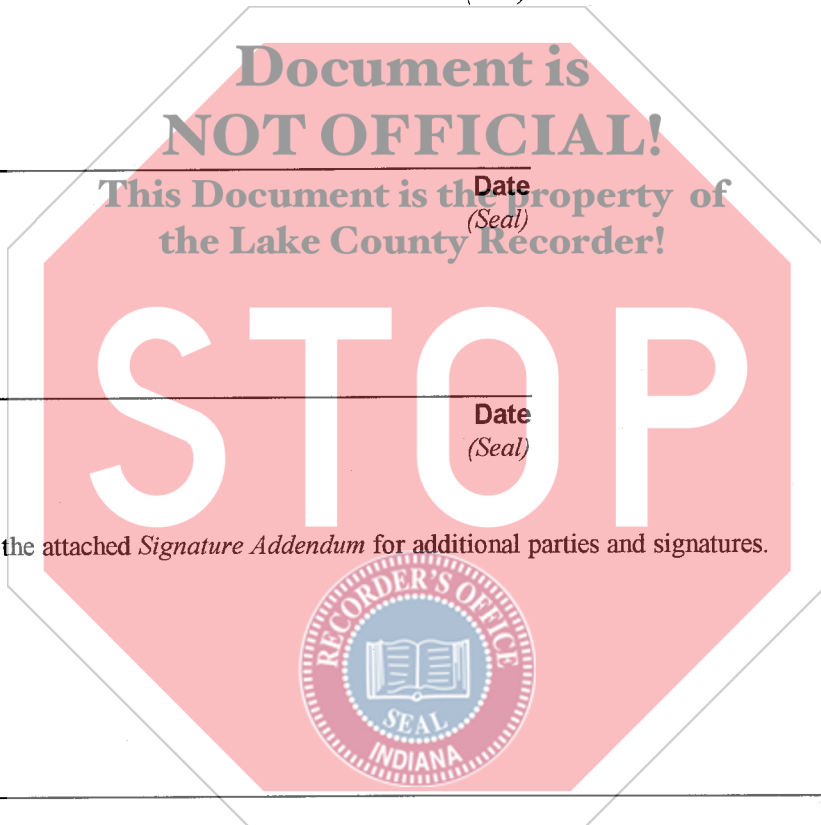 Document is
NOT OFFICIAL!
Date
This Document is the property of
(Seal)
the Lake County Recorder!
STOP
Date
(Seal)
the attached Signature Addendum for additional parties and signatures.
RECORDER'S OFFICE
SEAL
INDIANA